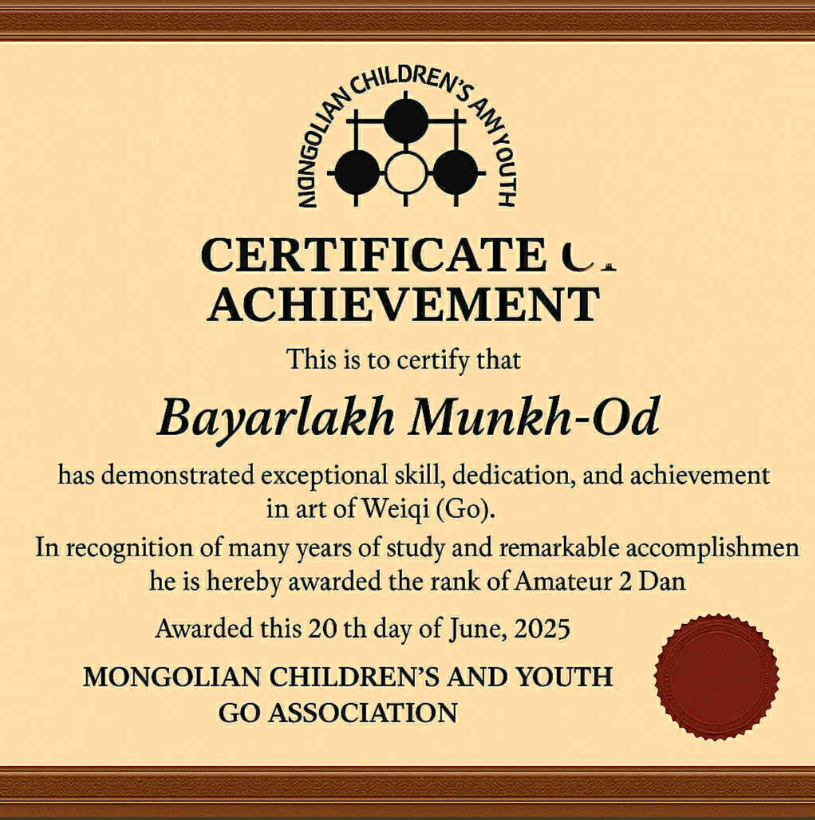 MONGOLIAN CHILDREN'S AN YOUTH
CERTIFICATE
ACHIEVEMENT
This is to certify that
Bayarlakh Munkh-Od
has demonstrated exceptional skill, dedication, and achievement
in art of Weiqi (Go).
In recognition of many years of study and remarkable accomplishmen
he is hereby awarded the rank of Amateur 2 Dan
Awarded this 20 th day of June, 2025
MONGOLIAN CHILDREN'S AND YOUTH
GO ASSOCIATION